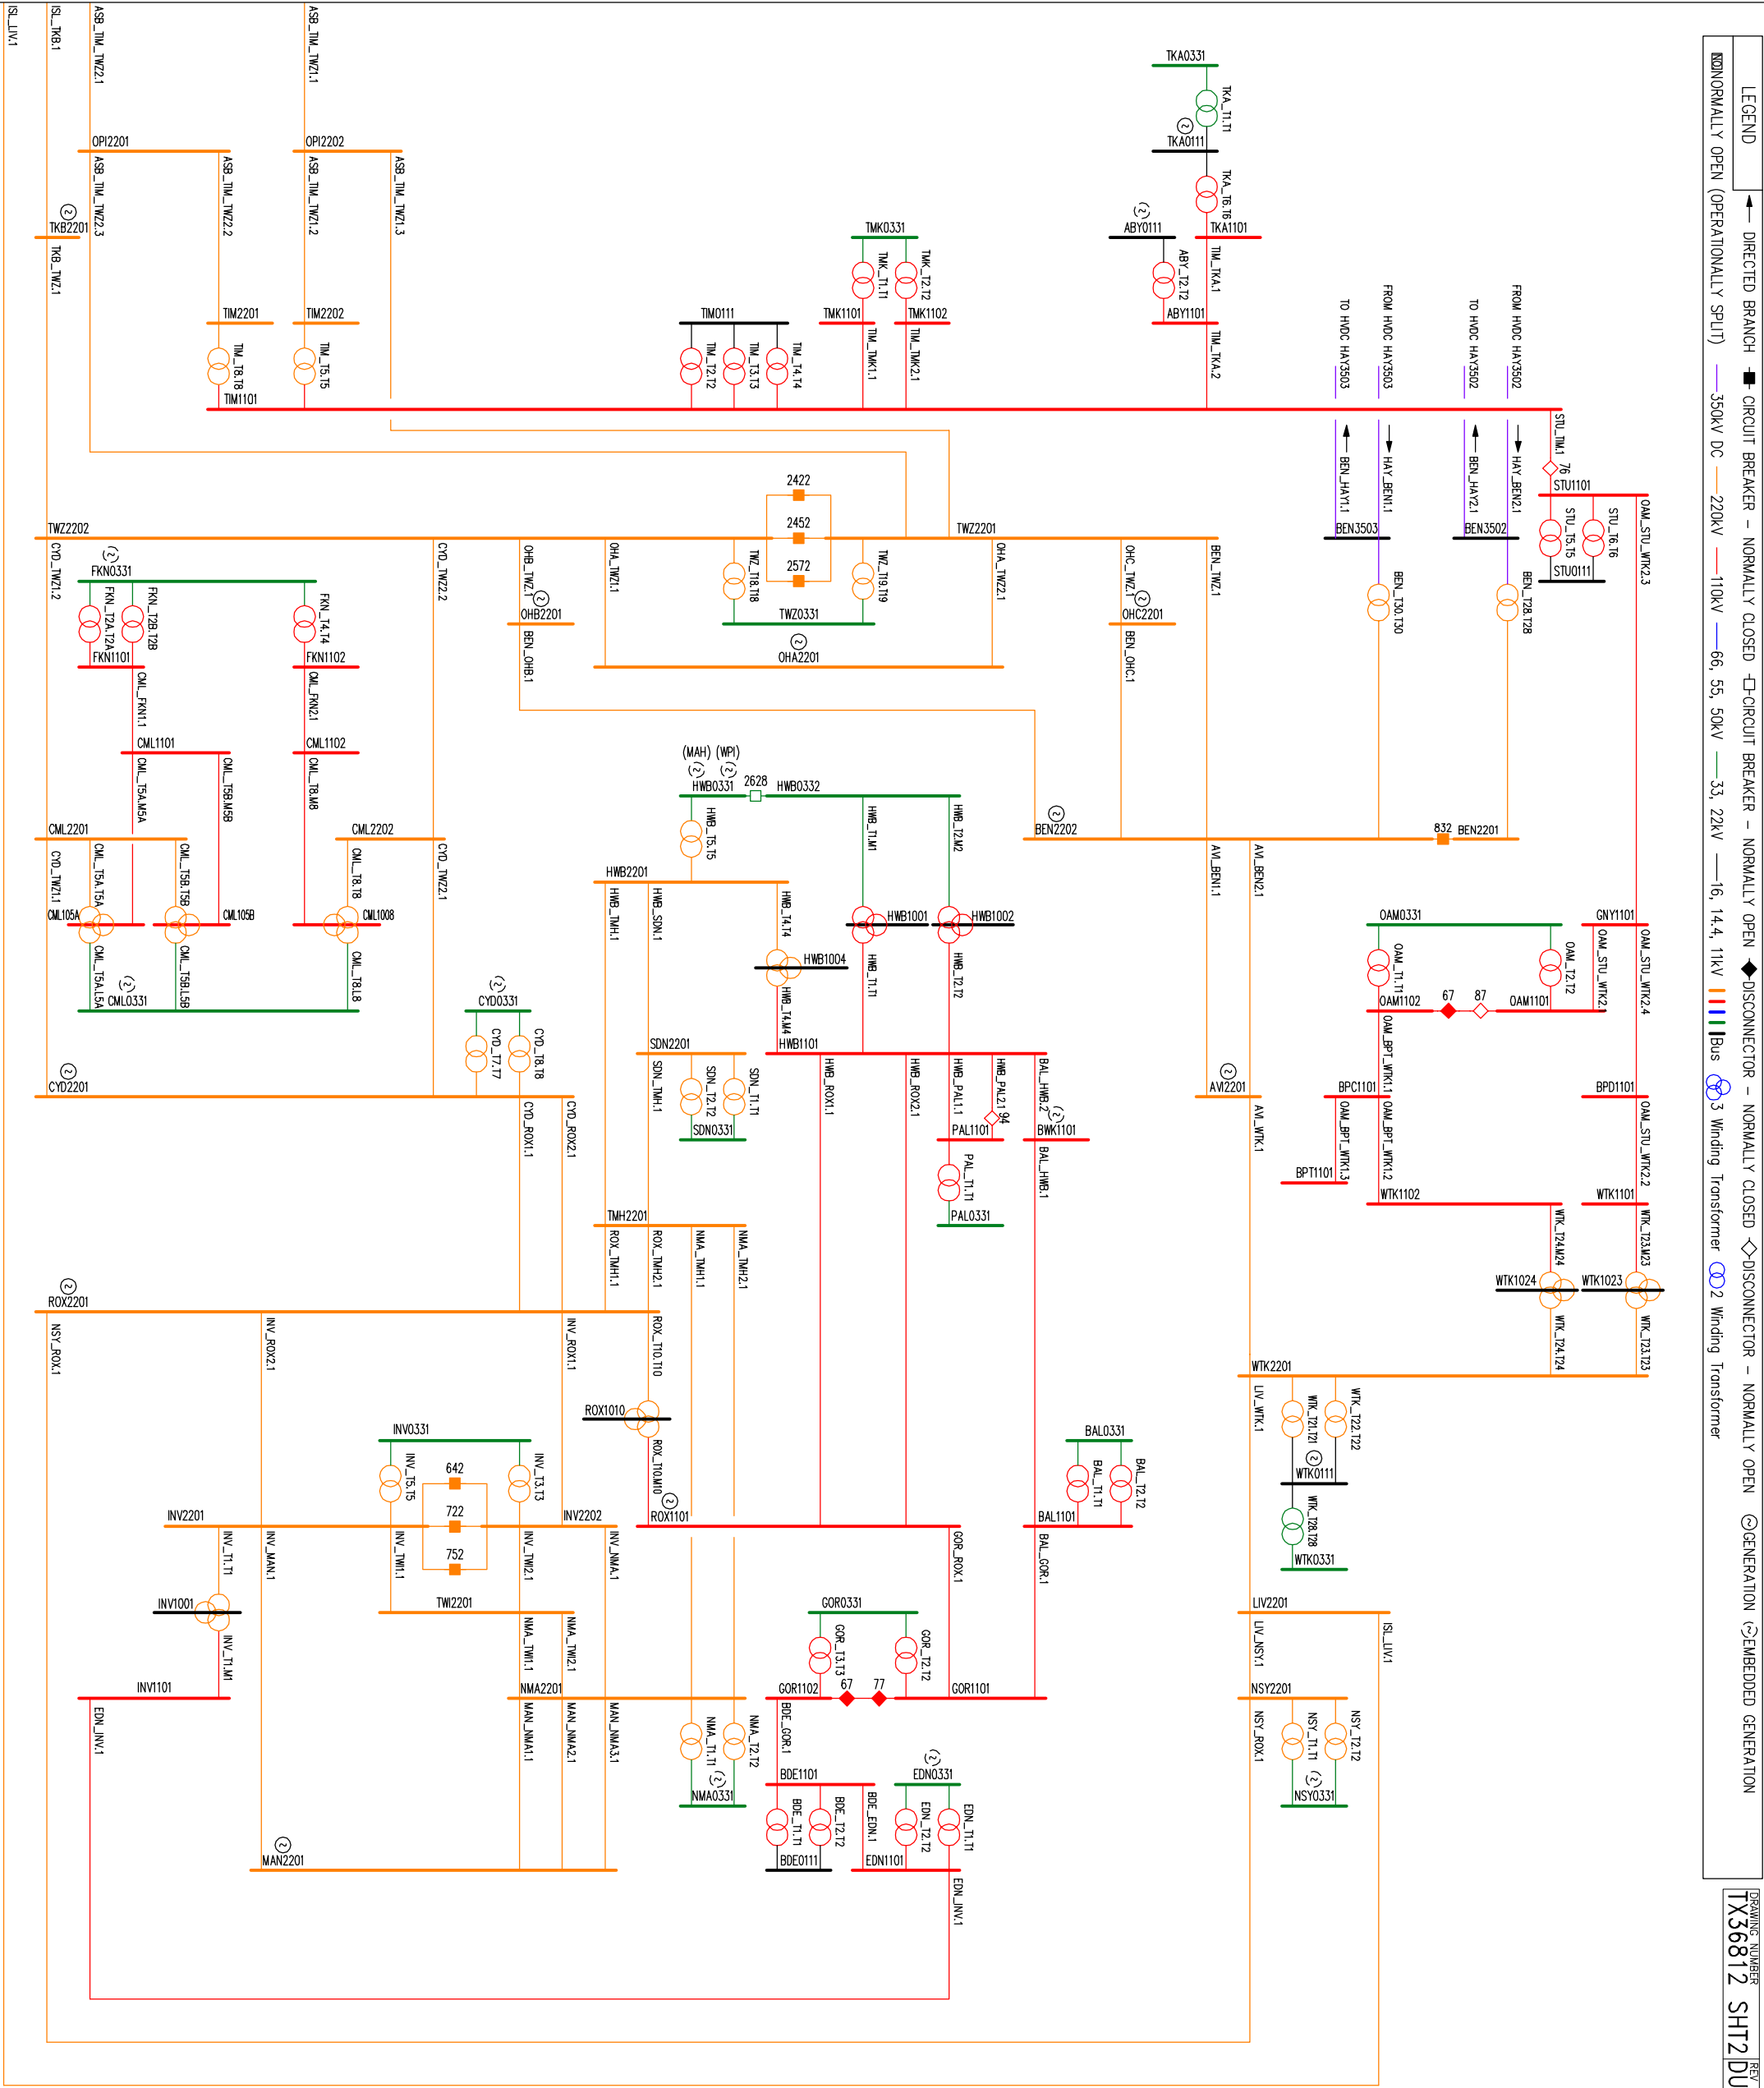 LEGEND
DIRECTED BRANCH
CIRCUIT BREAKER - NORMALLY CLOSED
CIRCUIT BREAKER - NORMALLY OPEN
DISCONNECTOR - NORMALLY CLOSED
DISCONNECTOR - NORMALLY OPEN
GENERATION
EMBEDDED GENERATION
NORMALLY OPEN (OPERATIONALLY SPLIT)
350kV DC
220kV
110kV
66, 55, 50kV
33, 22kV
16, 14.4, 11kV
Bus
3 Winding Transformer
2 Winding Transformer
DRAWING NUMBER
TX36812 SHT2
REV
DU
ISL_LIV.1
ISL_TKB.1
ASB_TIM_TWZ2.1
ASB_TIM_TWZ1.1
OPI2201
OPI2202
ASB_TIM_TWZ2.3
ASB_TIM_TWZ2.2
ASB_TIM_TWZ1.2
ASB_TIM_TWZ1.3
TKB2201
TKB_TWZ.1
TIM2201
TIM2202
TIM_T8.T8
TIM_T5.T5
TIM1101
TKA0331
TKA_T1.T1
TKA0111
TKA_T6.T6
TKA1101
TIM_TKA.1
ABY0111
ABY_T2.T2
ABY1101
TIM_TKA.2
TMK0331
TMK_T1.T1
TMK_T2.T2
TMK1101
TMK1102
TIM_TMK1.1
TIM_TMK2.1
TIM0111
TIM_T2.T2
TIM_T3.T3
TIM_T4.T4
TO HVDC HAY3503
FROM HVDC HAY3503
TO HVDC HAY3502
FROM HVDC HAY3502
BEN_HAY1.1
HAY_BEN1.1
BEN_HAY2.1
HAY_BEN2.1
BEN3503
BEN3502
BEN_T30.T30
BEN_T28.T28
STU_TIM.1
76
STU1101
STU_T5.T5
STU_T6.T6
STU0111
OAM_STU_WTK2.3
TWZ2202
2422
2452
2572
TWZ2201
CYD_TWZ1.2
CYD_TWZ2.2
OHB_TWZ.1
OHA_TWZ1.1
TWZ_T18.T18
TWZ_T19.T19
OHA_TWZ2.1
OHC_TWZ.1
BEN_TWZ.1
TWZ0331
OHB2201
BEN_OHB.1
OHA2201
OHC2201
BEN_OHC.1
FKN0331
FKN_T2A.T2A
FKN_T2B.T2B
FKN_T4.T4
FKN1101
FKN1102
CML_FKN1.1
CML_FKN2.1
CML1101
CML1102
CML_T5A.M5A
CML_T5B.M5B
CML_T8.M8
CML2201
CML2202
CYD_TWZ1.1
CML_T5A.T5A
CML_T5B.T5B
CML_T8.T8
CYD_TWZ2.1
CML105A
CML105B
CML1008
CML_T5A.L5A
CML_T5B.L5B
CML_T8.L8
CML0331
CYD2201
CYD0331
CYD_T7.T7
CYD_T8.T8
CYD_ROX1.1
CYD_ROX2.1
(MAH) (WPI)
HWB0331
2628
HWB0332
HWB_T5.T5
HWB_T1.M1
HWB_T2.M2
HWB2201
HWB_TMH.1
HWB_SDN.1
HWB_T4.T4
HWB1001
HWB1002
HWB1004
HWB_T4.M4
HWB_T1.T1
HWB_T2.T2
HWB1101
HWB_ROX1.1
HWB_ROX2.1
HWB_PAL1.1
HWB_PAL2.1
94
BAL_HWB.2
SDN2201
SDN_TMH.1
SDN_T2.T2
SDN_T1.T1
SDN0331
PAL1101
PAL_T1.T1
PAL0331
BWK1101
BAL_HWB.1
BEN2202
832
BEN2201
AVI_BEN1.1
AVI_BEN2.1
AVI2201
AVI_WTK.1
OAM0331
OAM_T1.T1
OAM_T2.T2
OAM1102
67
87
OAM1101
GNY1101
OAM_STU_WTK2.1
OAM_STU_WTK2.4
OAM_BPT_WTK1.1
BPC1101
OAM_BPT_WTK1.3
OAM_BPT_WTK1.2
BPT1101
BPD1101
OAM_STU_WTK2.2
WTK1102
WTK1101
WTK_T24.M24
WTK_T23.M23
WTK1024
WTK1023
WTK_T24.T24
WTK_T23.T23
WTK2201
LIV_WTK.1
WTK_T21.T21
WTK_T22.T22
WTK0111
WTK_T28.T28
WTK0331
TMH2201
ROX_TMH1.1
ROX_TMH2.1
NMA_TMH1.1
NMA_TMH2.1
ROX2201
NSY_ROX.1
INV_ROX2.1
INV_ROX1.1
ROX_T10.T10
ROX1010
ROX_T10.M10
ROX1101
GOR_ROX.1
BAL0331
BAL_T1.T1
BAL_T2.T2
BAL1101
BAL_GOR.1
INV0331
INV_T5.T5
INV_T3.T3
642
722
752
INV2201
INV2202
INV_T1.T1
INV_MAN.1
INV_TWI1.1
INV_TWI2.1
INV_NMA.1
INV1001
INV_T1.M1
INV1101
EDN_INV.1
TWI2201
NMA_TWI1.1
NMA_TWI2.1
NMA2201
MAN_NMA1.1
MAN_NMA2.1
MAN_NMA3.1
NMA_T1.T1
NMA_T2.T2
NMA0331
MAN2201
GOR0331
GOR_T3.T3
GOR_T2.T2
GOR1102
67
77
GOR1101
BDE_GOR.1
BDE1101
BDE_T1.T1
BDE_T2.T2
BDE_EDN.1
BDE0111
EDN0331
EDN_T2.T2
EDN_T1.T1
EDN1101
EDN_INV.1
LIV2201
LIV_NSY.1
ISL_LIV.1
NSY2201
NSY_ROX.1
NSY_T1.T1
NSY_T2.T2
NSY0331